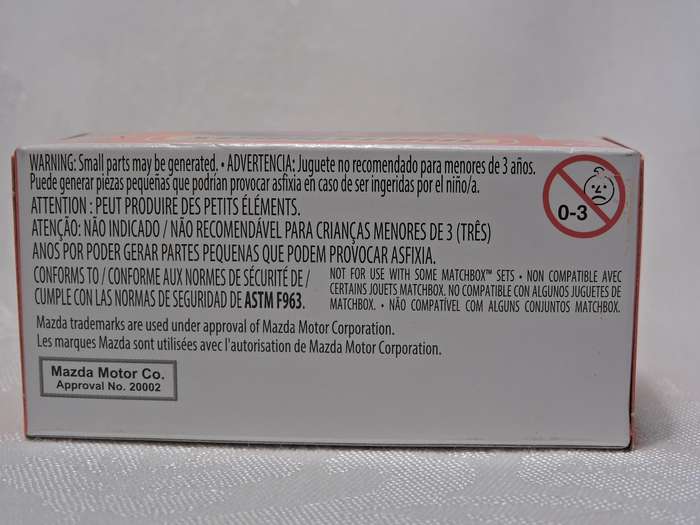 WARNING: Small parts may be generated. • ADVERTENCIA: Juguete no recomendado para menores de 3 años.
Puede generar piezas pequeñas que podrían provocar asfixia en caso de ser ingeridas por el niño/a.
ATTENTION : PEUT PRODUIRE DES PETITS ÉLÉMENTS.
ATENÇÃO: NÃO INDICADO / NÃO RECOMENDÁVEL PARA CRIANÇAS MENORES DE 3 (TRÊS)
ANOS POR PODER GERAR PARTES PEQUENAS QUE PODEM PROVOCAR ASFIXIA.
0-3
CONFORMS TO / CONFORME AUX NORMES DE SÉCURITÉ DE /
CUMPLE CON LAS NORMAS DE SEGURIDAD DE ASTM F963.
NOT FOR USE WITH SOME MATCHBOX™ SETS • NON COMPATIBLE AVEC
CERTAINS JOUETS MATCHBOX. NO COMPATIBLE CON ALGUNOS JUGUETES DE
MATCHBOX. • NÃO COMPATÍVEL COM ALGUNS CONJUNTOS MATCHBOX.
Mazda trademarks are used under approval of Mazda Motor Corporation.
Les marques Mazda sont utilisées avec l'autorisation de Mazda Motor Corporation.
Mazda Motor Co.
Approval No. 20002